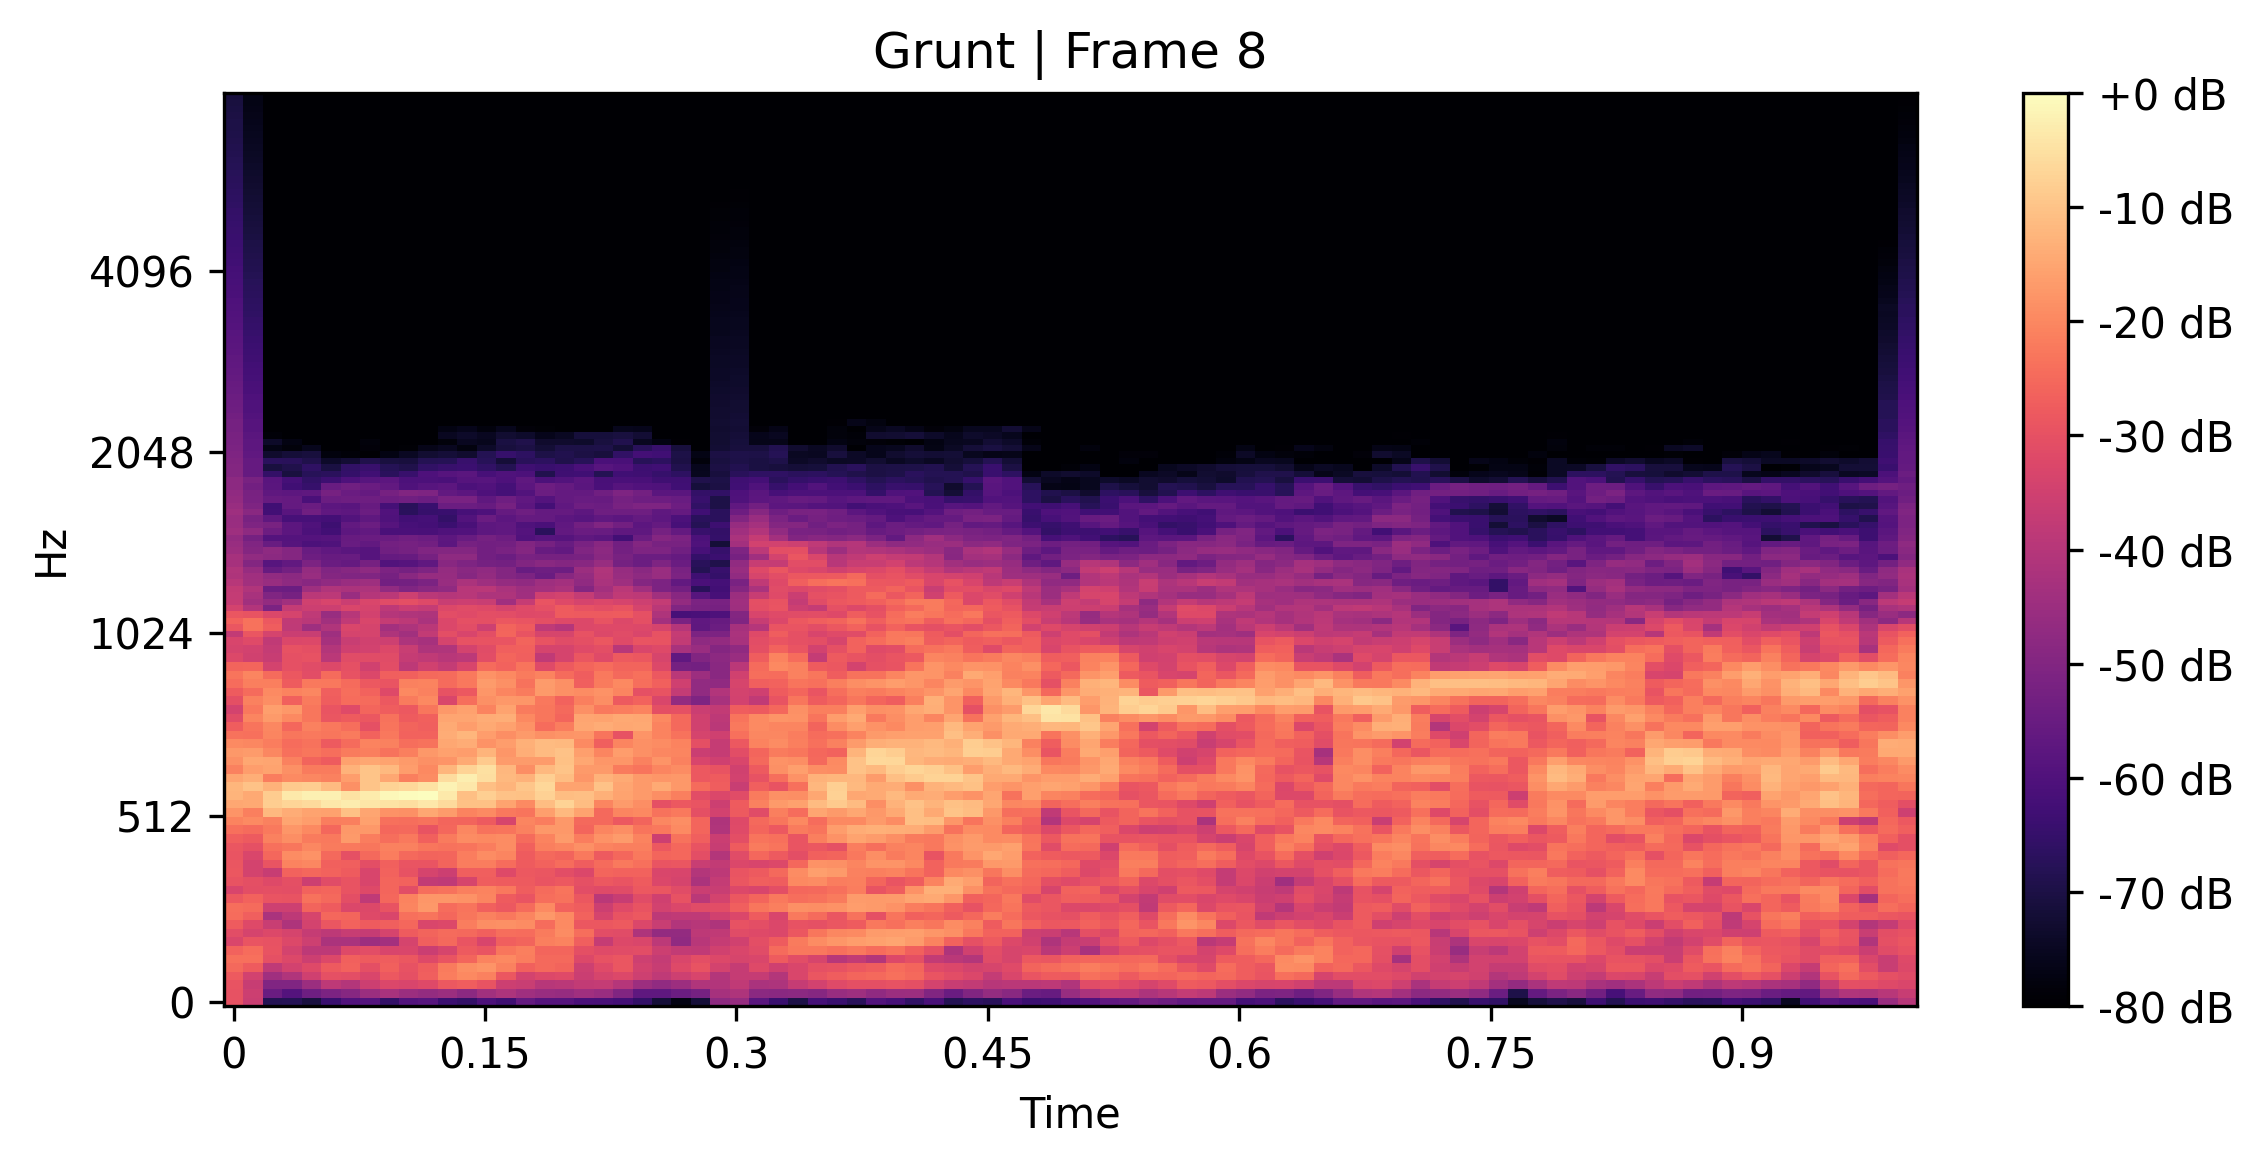 Grunt | Frame 8
+0 dB
-10 dB
-20 dB
-30 dB
-40 dB
-50 dB
-60 dB
-70 dB
-80 dB
Hz
4096
2048
1024
512
0
0 0.15 0.3 0.45 0.6 0.75 0.9
Time